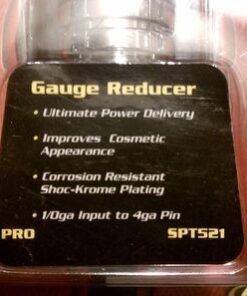 Gauge Reducer
• Ultimate Power Delivery
• Improves Cosmetic
Appearance
• Corrosion Resistant
Shoc-Krome Plating
• 1/0ga Input to 4ga Pin
PRO SPT521